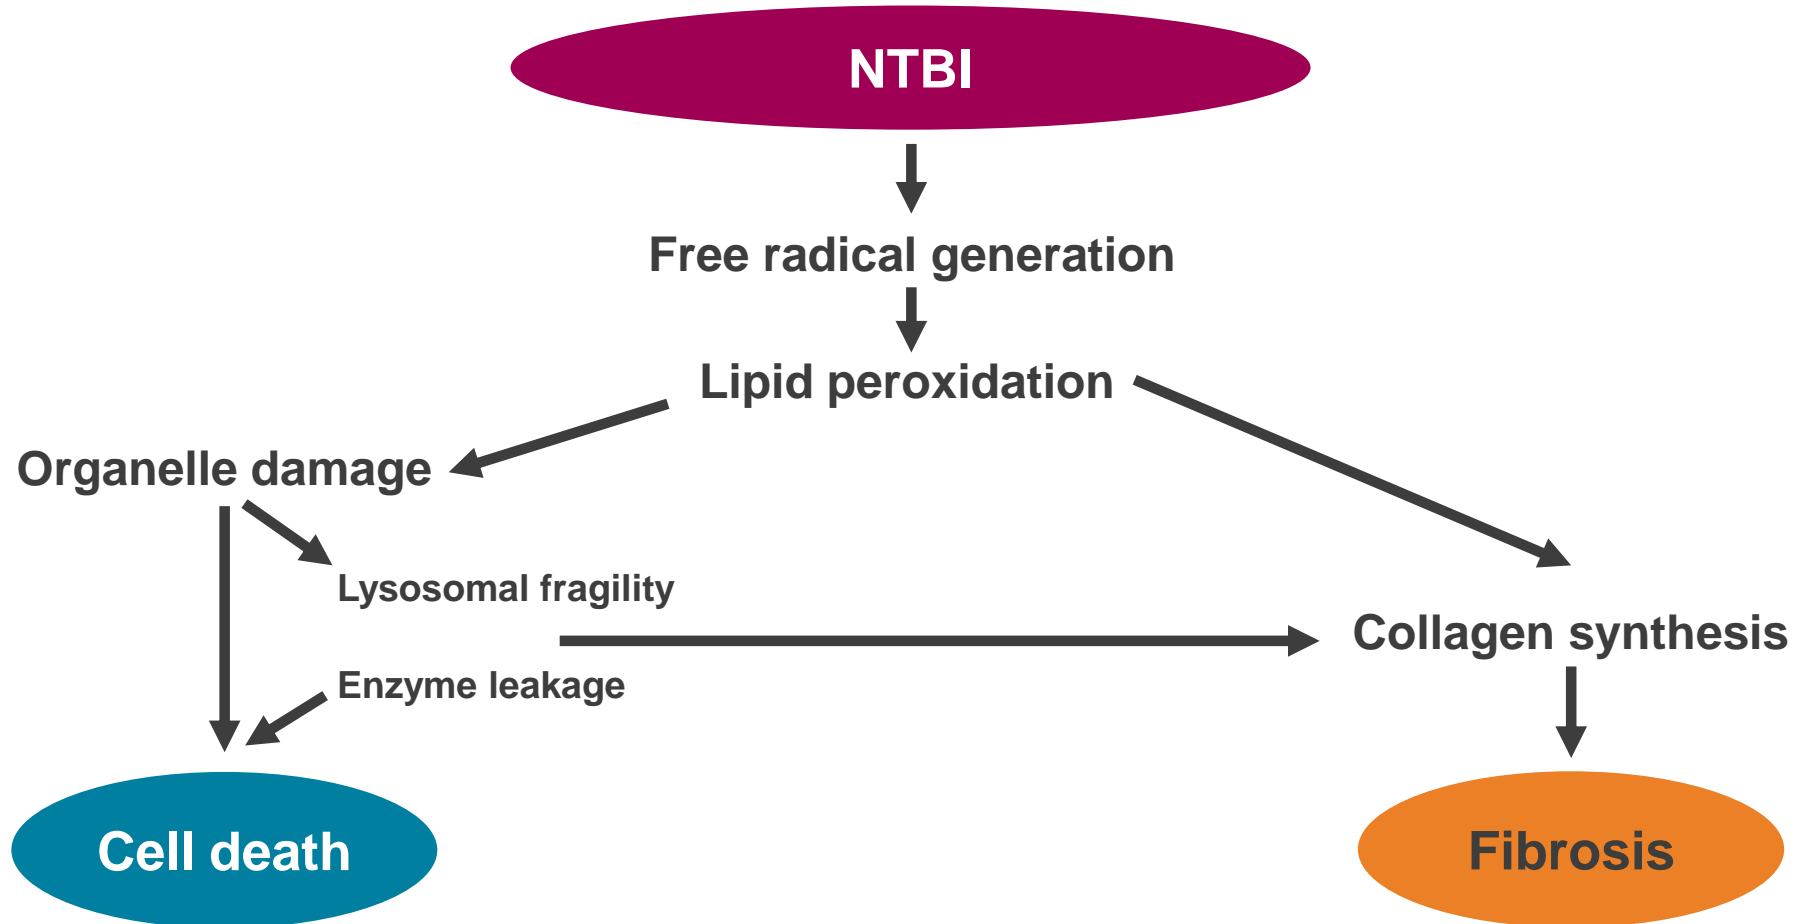 NTBI
Free radical generation
Lipid peroxidation
Organelle damage
Lysosomal fragility
Collagen synthesis
Enzyme leakage
Cell death
Fibrosis